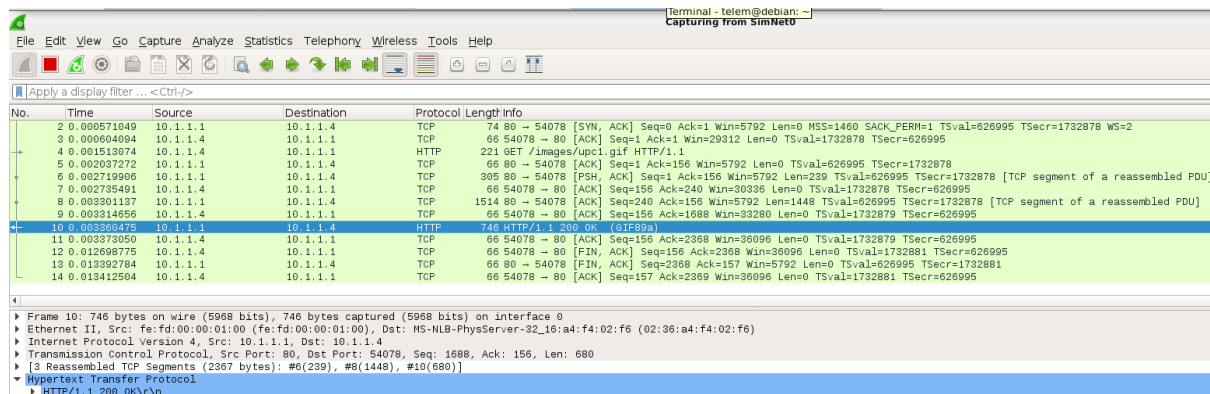 Terminal - telem@debian: ~
Capturing from SimNet0
File Edit View Go Capture Analyze Statistics Telephony Wireless Tools Help
Apply a display filter ... <Ctrl-/>
No. Time Source Destination Protocol Length Info
2 0.000571049 10.1.1.1 10.1.1.4 TCP 74 80 → 54078 [SYN, ACK] Seq=0 Ack=1 Win=5792 Len=0 MSS=1460 SACK_PERM=1 TSval=626995 TSecr=1732878 WS=2
3 0.000604094 10.1.1.4 10.1.1.1 TCP 66 54078 → 80 [ACK] Seq=1 Ack=1 Win=29312 Len=0 TSval=1732878 TSecr=626995
4 0.001513074 10.1.1.4 10.1.1.1 HTTP 221 GET /images/upc1.gif HTTP/1.1
5 0.002037272 10.1.1.1 10.1.1.4 TCP 66 80 → 54078 [ACK] Seq=1 Ack=156 Win=5792 Len=0 TSval=626995 TSecr=1732878
6 0.002719906 10.1.1.1 10.1.1.4 TCP 305 80 → 54078 [PSH, ACK] Seq=1 Ack=156 Win=5792 Len=239 TSval=626995 TSecr=1732878 [TCP segment of a reassembled PDU]
7 0.002735491 10.1.1.4 10.1.1.1 TCP 66 54078 → 80 [ACK] Seq=156 Ack=240 Win=30336 Len=0 TSval=1732878 TSecr=626995
8 0.003301137 10.1.1.1 10.1.1.4 TCP 1514 80 → 54078 [ACK] Seq=240 Ack=156 Win=5792 Len=1448 TSval=626995 TSecr=1732878 [TCP segment of a reassembled PDU]
9 0.003314656 10.1.1.4 10.1.1.1 TCP 66 54078 → 80 [ACK] Seq=156 Ack=1688 Win=33280 Len=0 TSval=1732879 TSecr=626995
10 0.003360475 10.1.1.1 10.1.1.4 HTTP 746 HTTP/1.1 200 OK (GIF89a)
11 0.003373050 10.1.1.4 10.1.1.1 TCP 66 54078 → 80 [ACK] Seq=156 Ack=2368 Win=36096 Len=0 TSval=1732879 TSecr=626995
12 0.012698775 10.1.1.4 10.1.1.1 TCP 66 54078 → 80 [FIN, ACK] Seq=156 Ack=2368 Win=36096 Len=0 TSval=1732881 TSecr=626995
13 0.013392784 10.1.1.1 10.1.1.4 TCP 66 80 → 54078 [FIN, ACK] Seq=2368 Ack=157 Win=5792 Len=0 TSval=626995 TSecr=1732881
14 0.013412504 10.1.1.4 10.1.1.1 TCP 66 54078 → 80 [ACK] Seq=157 Ack=2369 Win=36096 Len=0 TSval=1732881 TSecr=626995
Frame 10: 746 bytes on wire (5968 bits), 746 bytes captured (5968 bits) on interface 0
Ethernet II, Src: fe:fd:00:00:01:00 (fe:fd:00:00:01:00), Dst: MS-NLB-PhysServer-32_16:a4:f4:02:f6 (02:36:a4:f4:02:f6)
Internet Protocol Version 4, Src: 10.1.1.1, Dst: 10.1.1.4
Transmission Control Protocol, Src Port: 80, Dst Port: 54078, Seq: 1688, Ack: 156, Len: 680
[3 Reassembled TCP Segments (2367 bytes): #6(239), #8(1448), #10(680)]
Hypertext Transfer Protocol
HTTP/1.1 200 OK\r\n